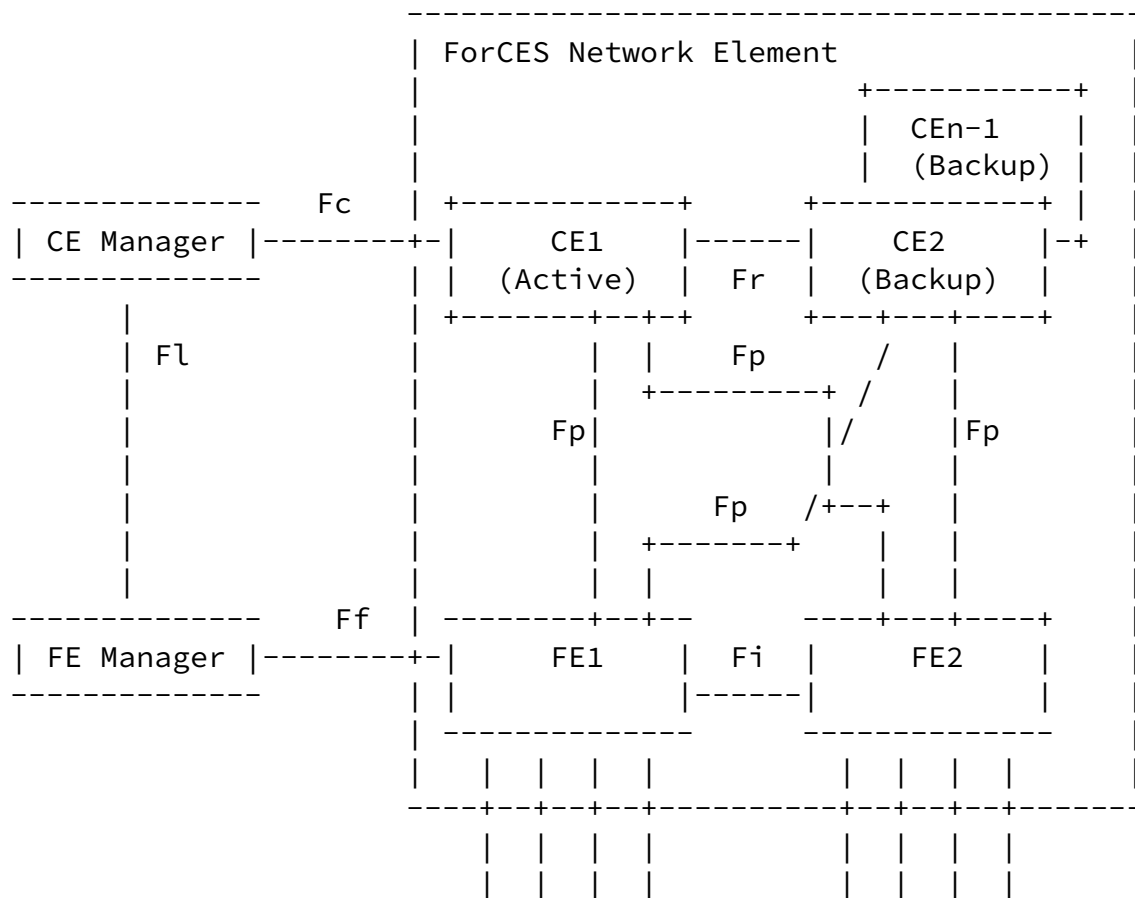 ForCES Network Element
CEn-1
(Backup)
Fc
CE Manager CE1 CE2
(Active) Fr (Backup)
Fl Fp
Fp Fp
Fp
Ff
FE Manager FE1 Fi FE2